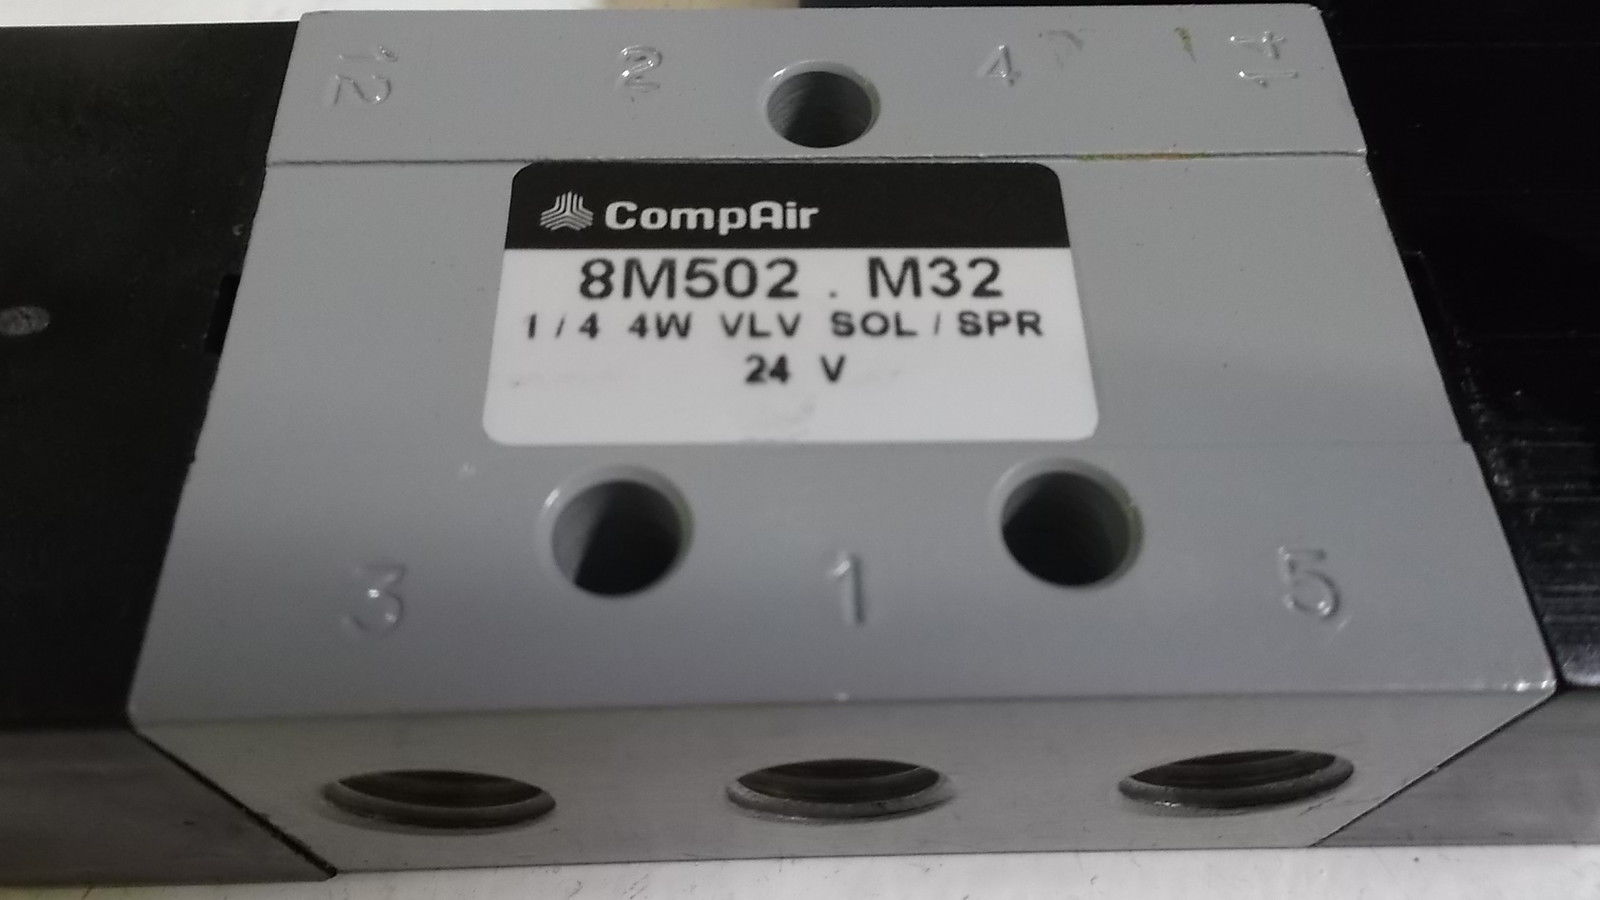 12 2 4 14
CompAir
8M502 . M32
1/4 4W VLV SOL/SPR
24 V
3 1 5